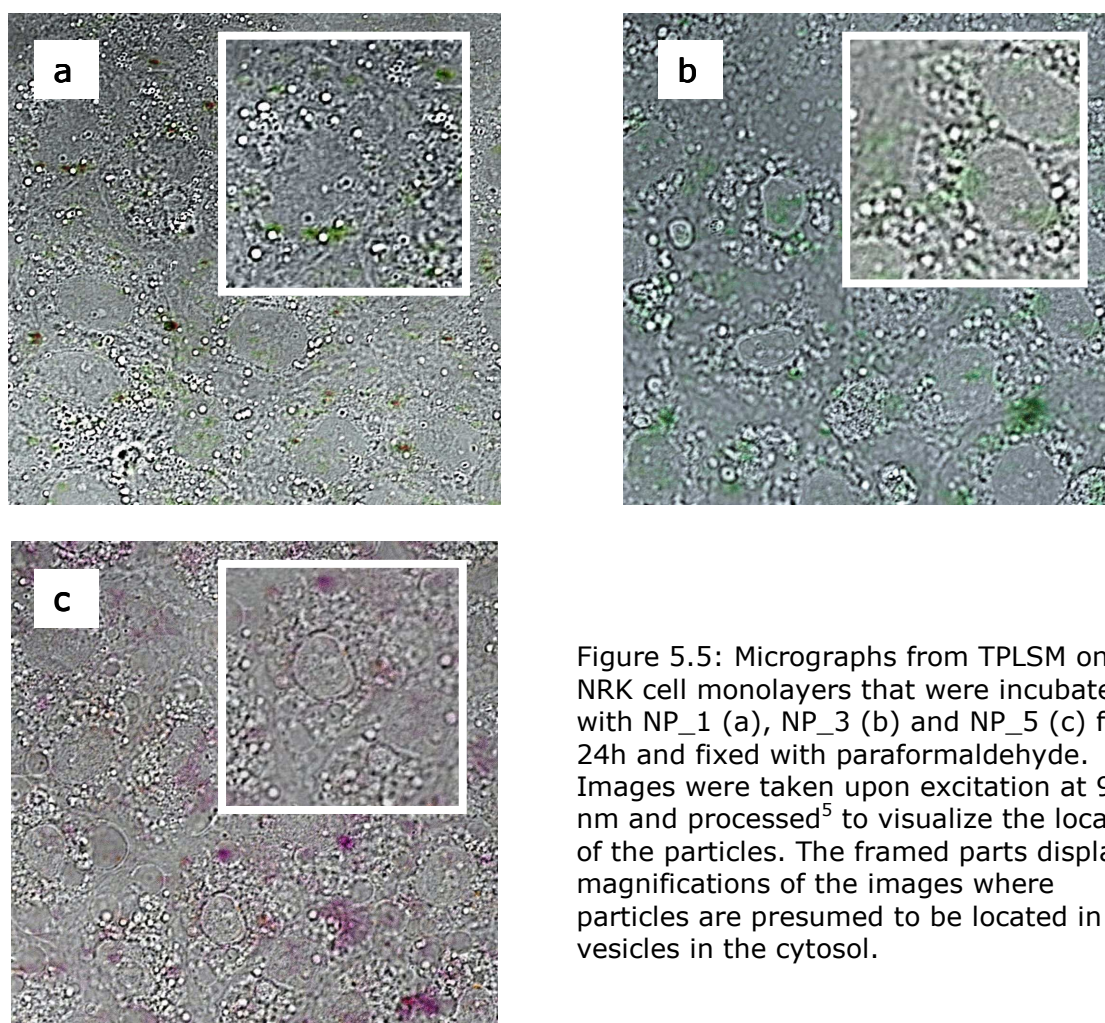 a
b
c
Figure 5.5: Micrographs from TPLSM on
NRK cell monolayers that were incubate
with NP_1 (a), NP_3 (b) and NP_5 (c) f
24h and fixed with paraformaldehyde.
Images were taken upon excitation at 9
nm and processed⁵ to visualize the loca
of the particles. The framed parts displa
magnifications of the images where
particles are presumed to be located in
vesicles in the cytosol.